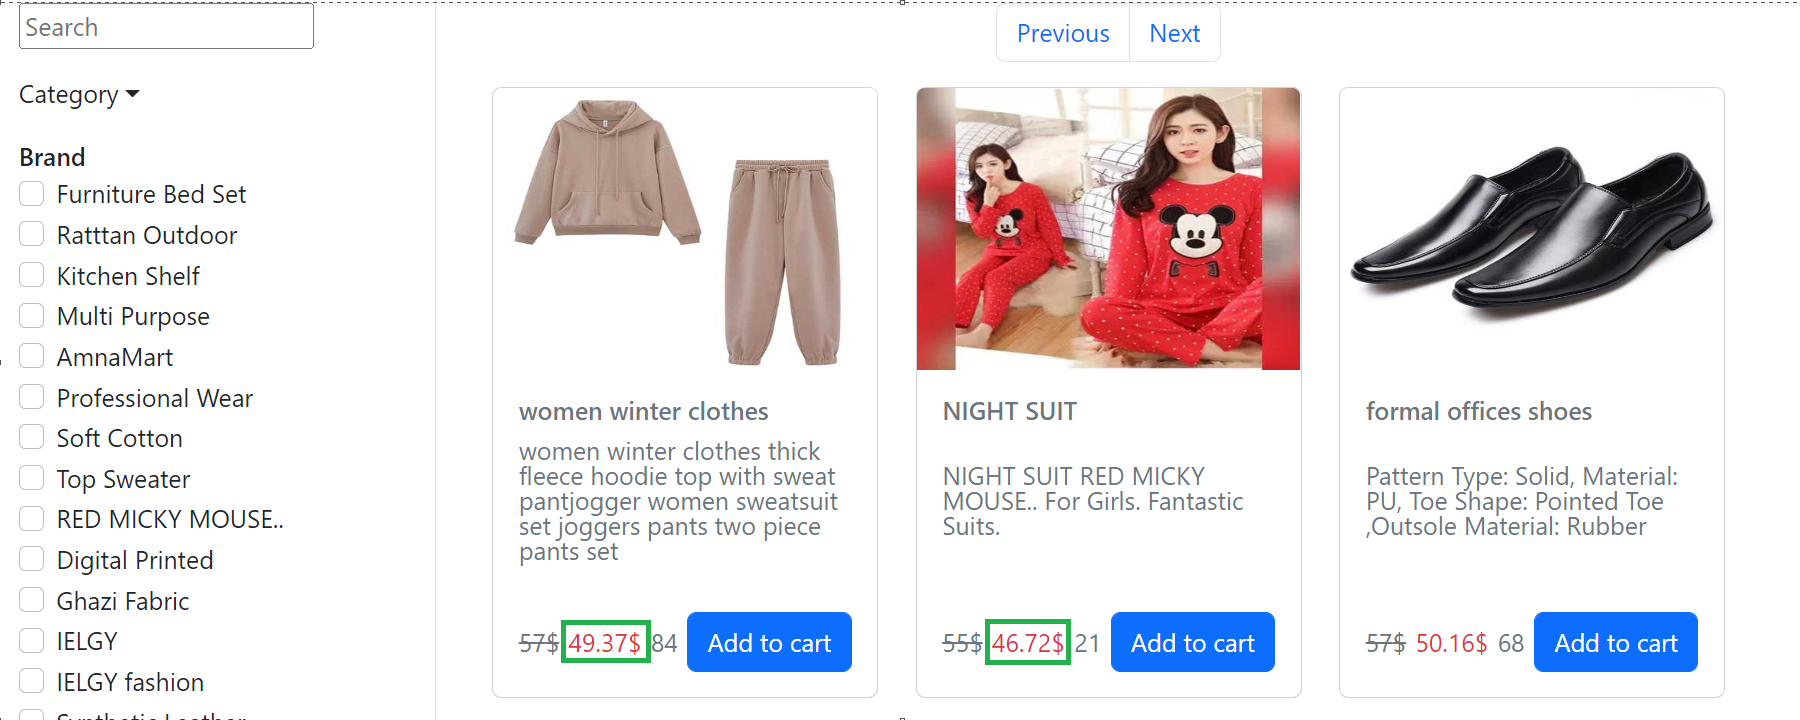 Search
Previous
Next
Category
Brand
Furniture Bed Set
Ratttan Outdoor
Kitchen Shelf
Multi Purpose
AmnaMart
Professional Wear
Soft Cotton
Top Sweater
RED MICKY MOUSE..
Digital Printed
Ghazi Fabric
IELGY
IELGY fashion
Synthetic Leather
women winter clothes
women winter clothes thick
fleece hoodie top with sweat
pantjogger women sweatsuit
set joggers pants two piece
pants set
57$ 49.37$ 84 Add to cart
NIGHT SUIT
NIGHT SUIT RED MICKY
MOUSE.. For Girls. Fantastic
Suits.
55$ 46.72$ 21 Add to cart
formal offices shoes
Pattern Type: Solid, Material:
PU, Toe Shape: Pointed Toe
,Outsole Material: Rubber
57$ 50.16$ 68 Add to cart